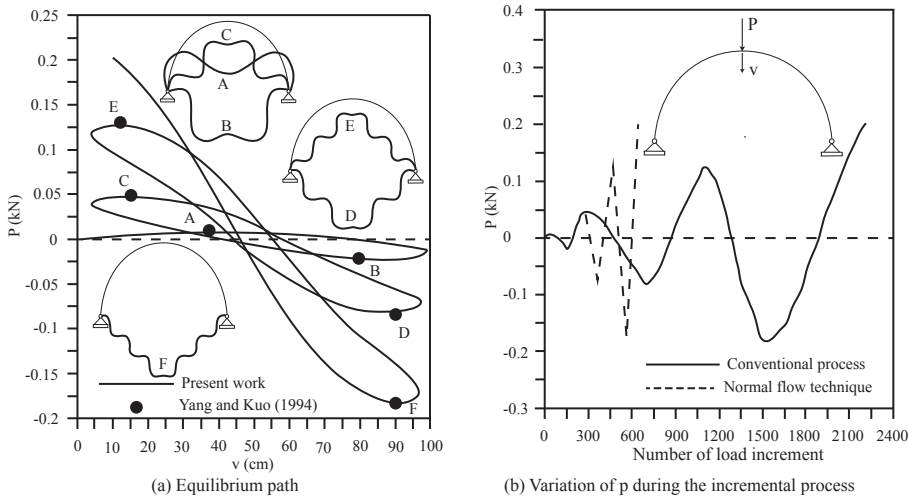 0.25
0.2
0.15
0.1
0.05
0
-0.05
-0.1
-0.15
-0.2
P (kN)
0 10 20 30 40 50 60 70 80 90 100
v (cm)
C
A
B
E
D
E
C
A
B
D
F
F
Present work
Yang and Kuo (1994)
(a) Equilibrium path
0.4
0.3
0.2
0.1
0
-0.1
-0.2
-0.3
P (kN)
P
v
Conventional process
Normal flow technique
0 300 600 900 1200 1500 1800 2100 2400
Number of load increment
(b) Variation of p during the incremental process